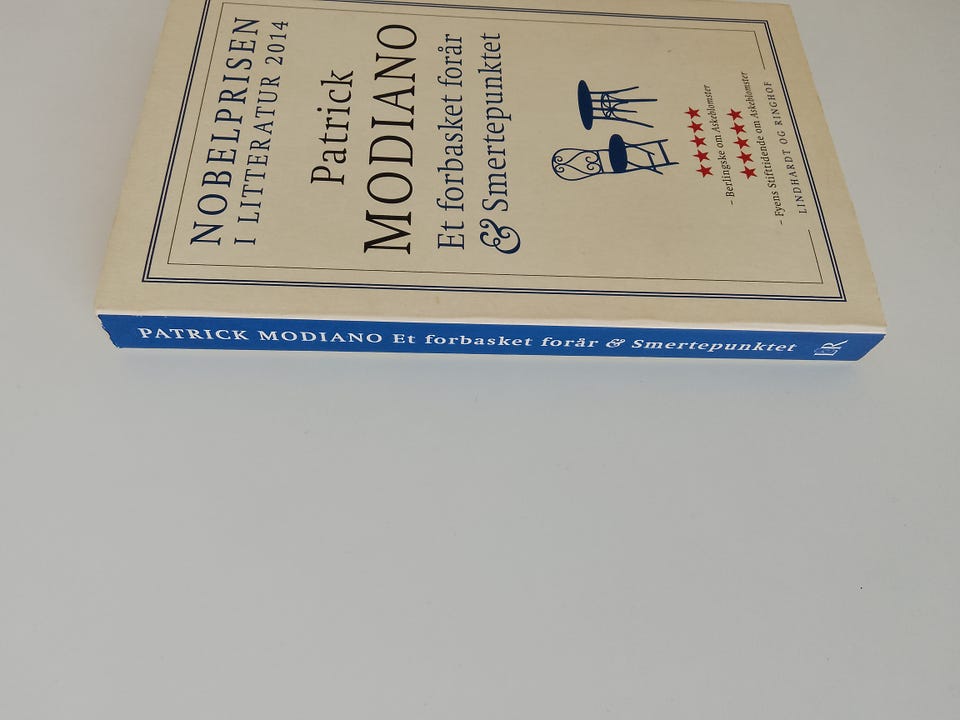 NOBELPRISEN
I LITTERATUR 2014
Patrick
MODIANO
Et forbasket forår
& Smertepunktet
★★★★★
– Berlingske om Askeblomster
★★★★★
– Fyens Stiftstidende om Askeblomster
LINDHARDT OG RINGHOF
PATRICK MODIANO Et forbasket forår & Smertepunktet LR